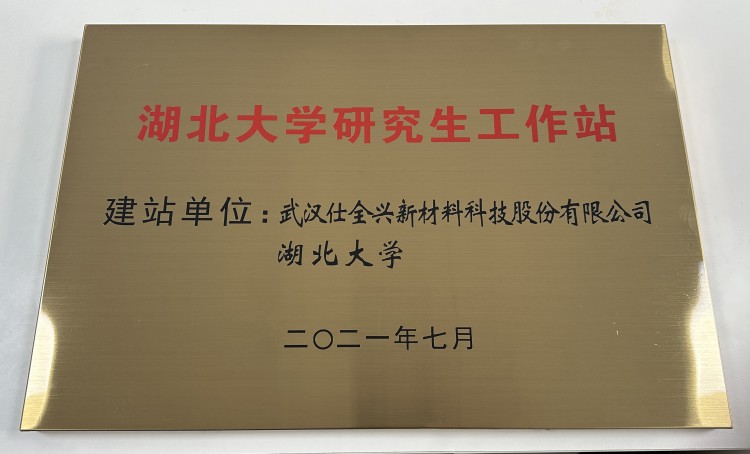 湖北大学研究生工作站
建站单位：武汉仕全兴新材料科技股份有限公司
湖北大学
二〇二一年七月